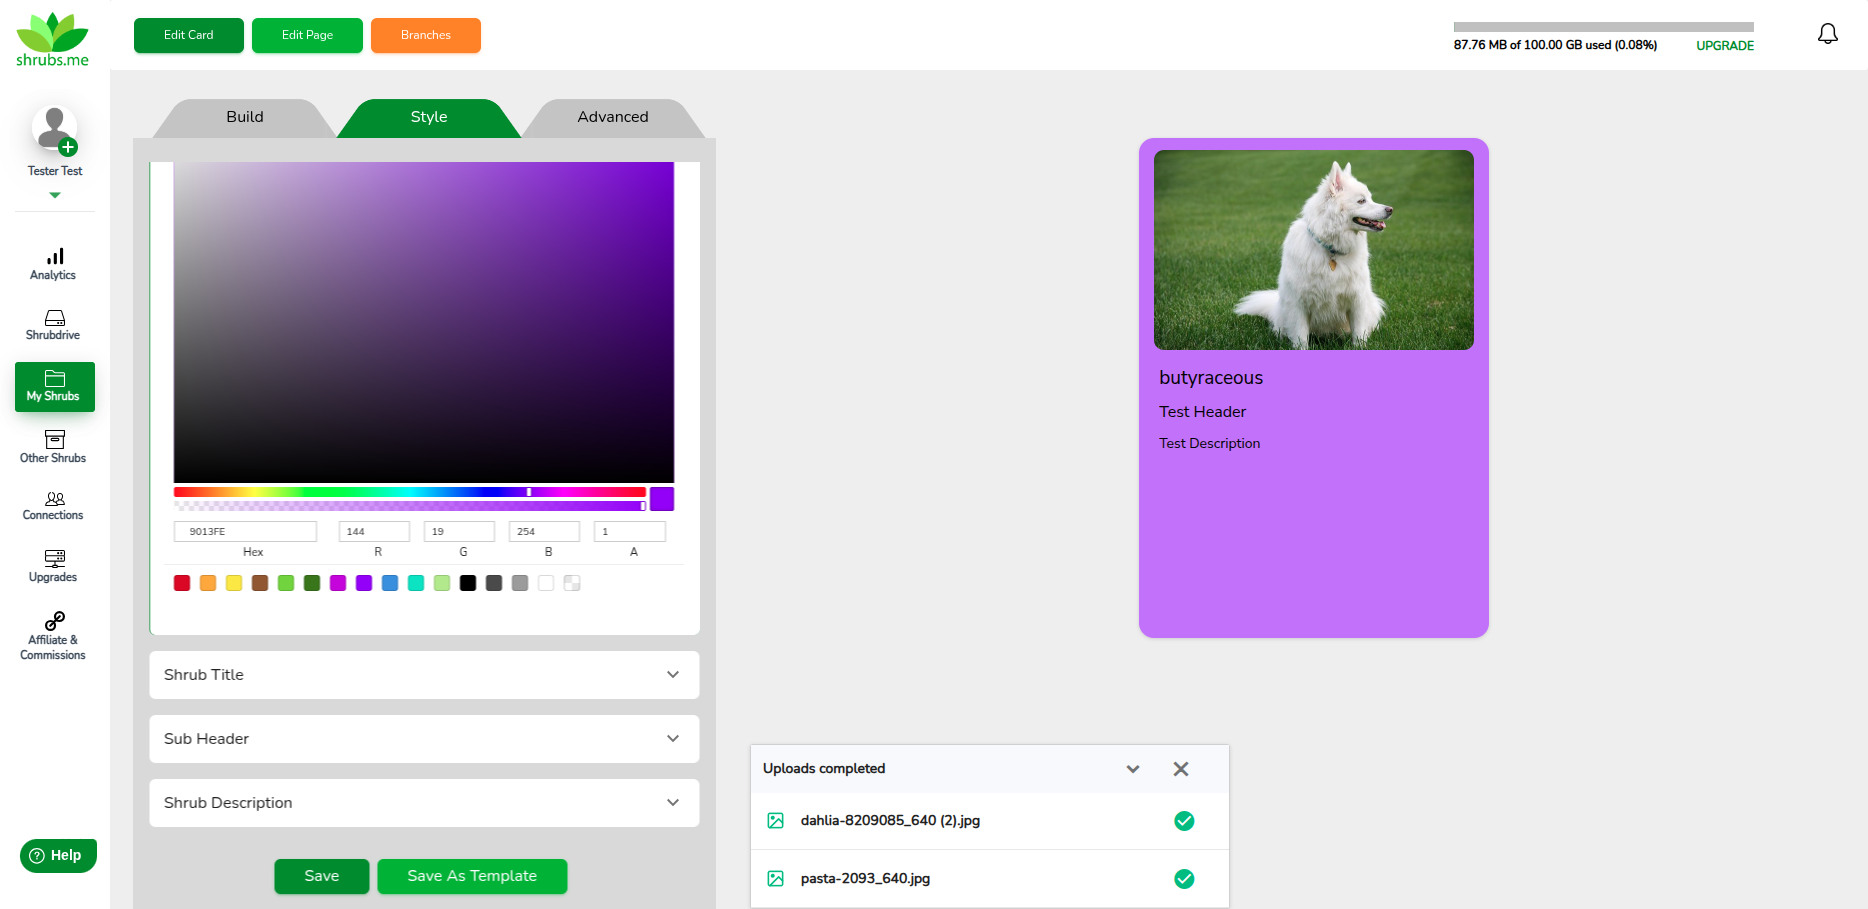 shrubs.me
Edit Card
Edit Page
Branches
87.76 MB of 100.00 GB used (0.08%)
UPGRADE
Tester Test
Analytics
Shrubdrive
My Shrubs
Other Shrubs
Connections
Upgrades
Affiliate &
Commissions
Help
Build
Style
Advanced
9013FE
144
19
254
1
Hex
R
G
B
A
Shrub Title
Sub Header
Shrub Description
Save
Save As Template
butyraceous
Test Header
Test Description
Uploads completed
dahlia-8209085_640 (2).jpg
pasta-2093_640.jpg